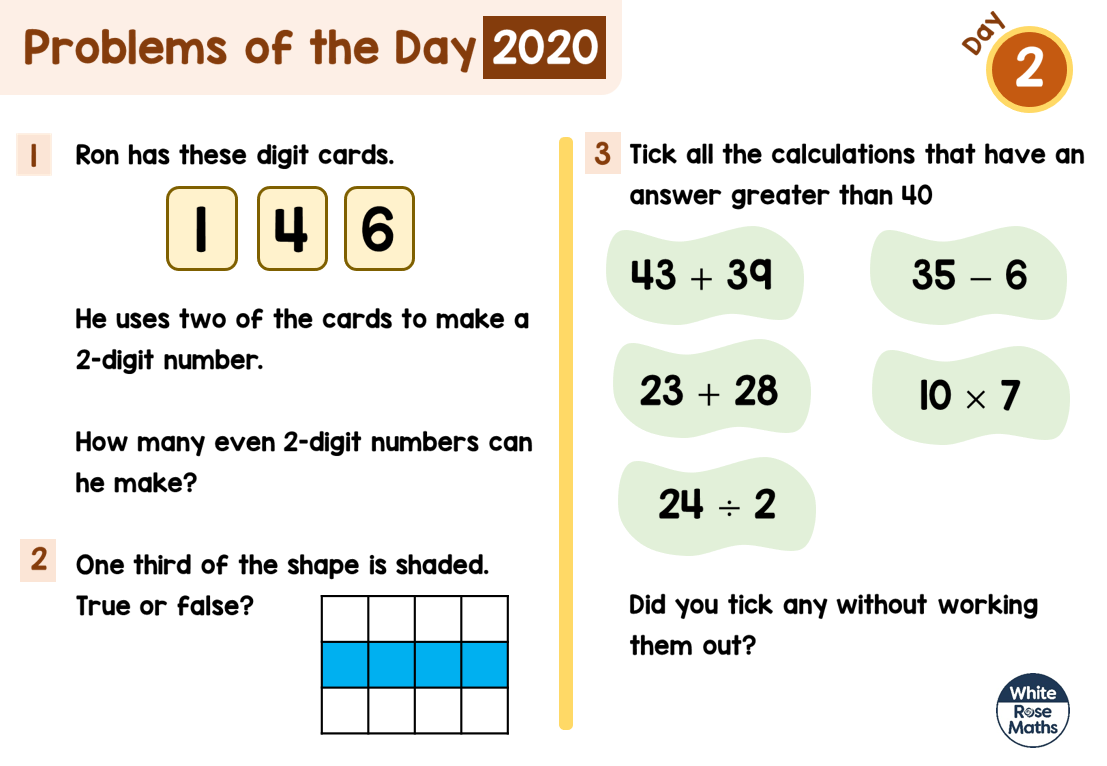 Problems of the Day 2020
Day
2
1
Ron has these digit cards.
1 4 6
He uses two of the cards to make a
2-digit number.
How many even 2-digit numbers can
he make?
2
One third of the shape is shaded.
True or false?
3
Tick all the calculations that have an
answer greater than 40
43 + 39
35 − 6
23 + 28
10 × 7
24 ÷ 2
Did you tick any without working
them out?
White
Rose
Maths